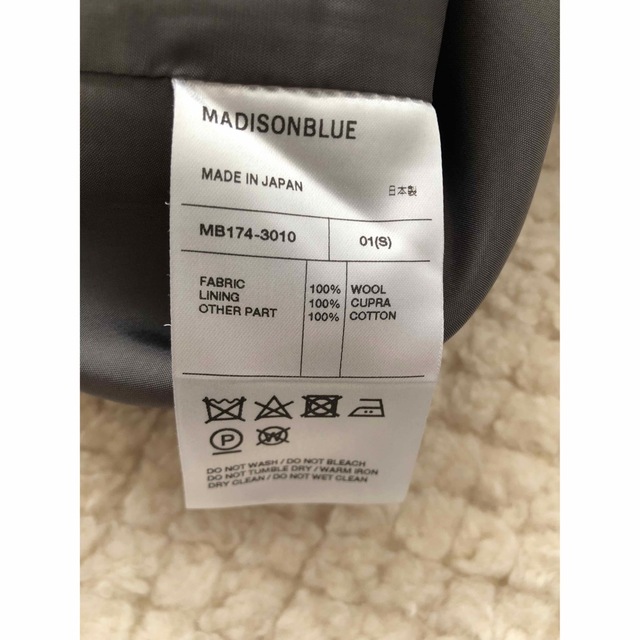 MADISONBLUE
MADE IN JAPAN 日本製
MB174-3010 01(S)
FABRIC 100% WOOL
LINING 100% CUPRA
OTHER PART 100% COTTON
P W
DO NOT WASH / DO NOT BLEACH
DO NOT TUMBLE DRY / WARM IRON
DRY CLEAN / DO NOT WET CLEAN